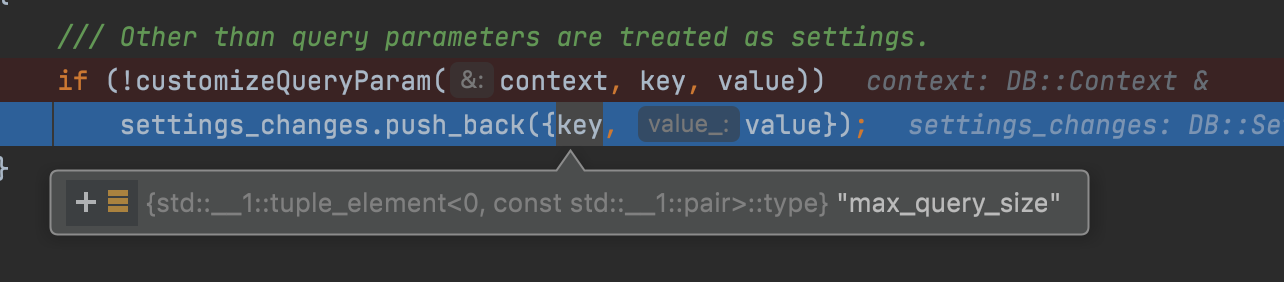 {
/// Other than query parameters are treated as settings.
if (!customizeQueryParam( &: context, key, value)) context: DB::Context &
settings_changes.push_back({key, value_: value}); settings_changes: DB::Se
}
{std::__1::tuple_element<0, const std::__1::pair>::type} "max_query_size"